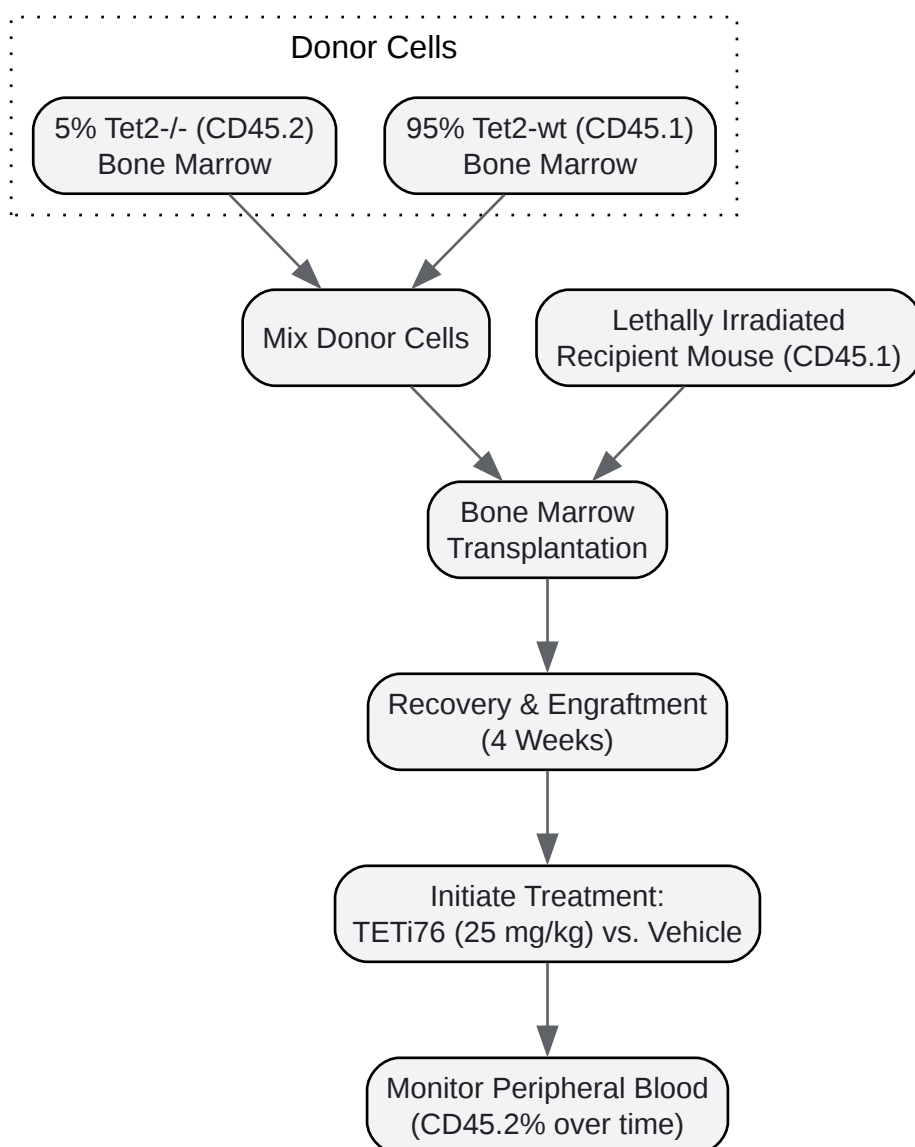 Donor Cells
5% Tet2-/- (CD45.2)
Bone Marrow
95% Tet2-wt (CD45.1)
Bone Marrow
Mix Donor Cells
Lethally Irradiated
Recipient Mouse (CD45.1)
Bone Marrow
Transplantation
Recovery & Engraftment
(4 Weeks)
Initiate Treatment:
TETi76 (25 mg/kg) vs. Vehicle
Monitor Peripheral Blood
(CD45.2% over time)